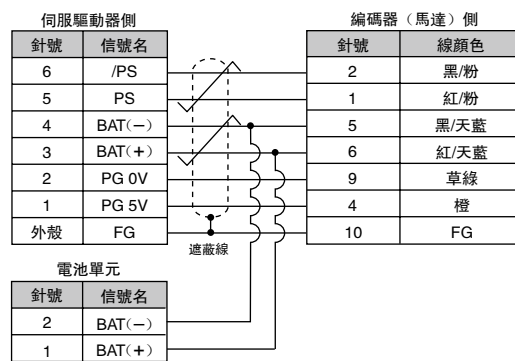 伺服驅動器側
針號 信號名
6 /PS
5 PS
4 BAT(−)
3 BAT(+)
2 PG 0V
1 PG 5V
外殼 FG
遮蔽線
編碼器（馬達）側
針號 線顏色
2 黑/粉
1 紅/粉
5 黑/天藍
6 紅/天藍
9 草綠
4 橙
10 FG
電池單元
針號 信號名
2 BAT(−)
1 BAT(+)